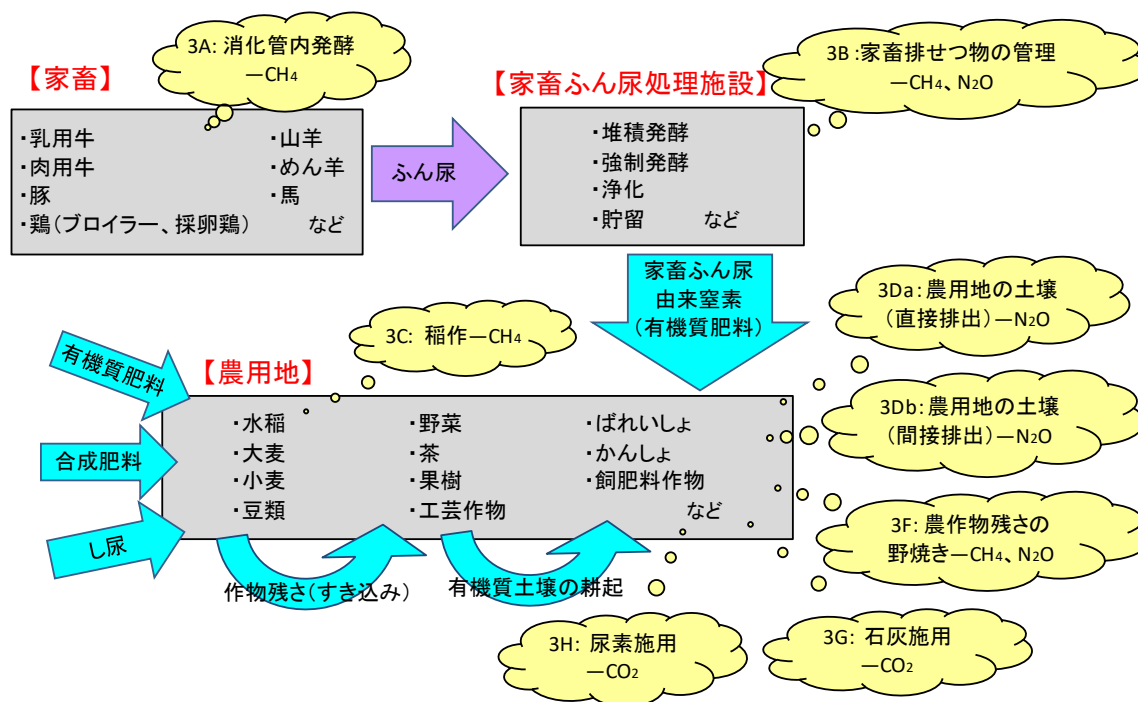 3A: 消化管内発酵
―CH4
【家畜】
・乳用牛
・肉用牛
・豚
・鶏(ブロイラー、採卵鶏)
・山羊
・めん羊
・馬
など
ふん尿
【家畜ふん尿処理施設】
・堆積発酵
・強制発酵
・浄化
・貯留
など
3B:家畜排せつ物の管理
―CH4、N2O
家畜ふん尿
由来窒素
(有機質肥料)
3Da: 農用地の土壌
(直接排出)―N2O
3C: 稲作―CH4
有機質肥料
合成肥料
し尿
【農用地】
・水稲
・大麦
・小麦
・豆類
・野菜
・茶
・果樹
・工芸作物
・ばれいしょ
・かんしょ
・飼肥料作物
など
3Db: 農用地の土壌
(間接排出)―N2O
3F: 農作物残さの
野焼き―CH4、N2O
作物残さ(すき込み)
有機質土壌の耕起
3H: 尿素施用
―CO2
3G: 石灰施用
―CO2